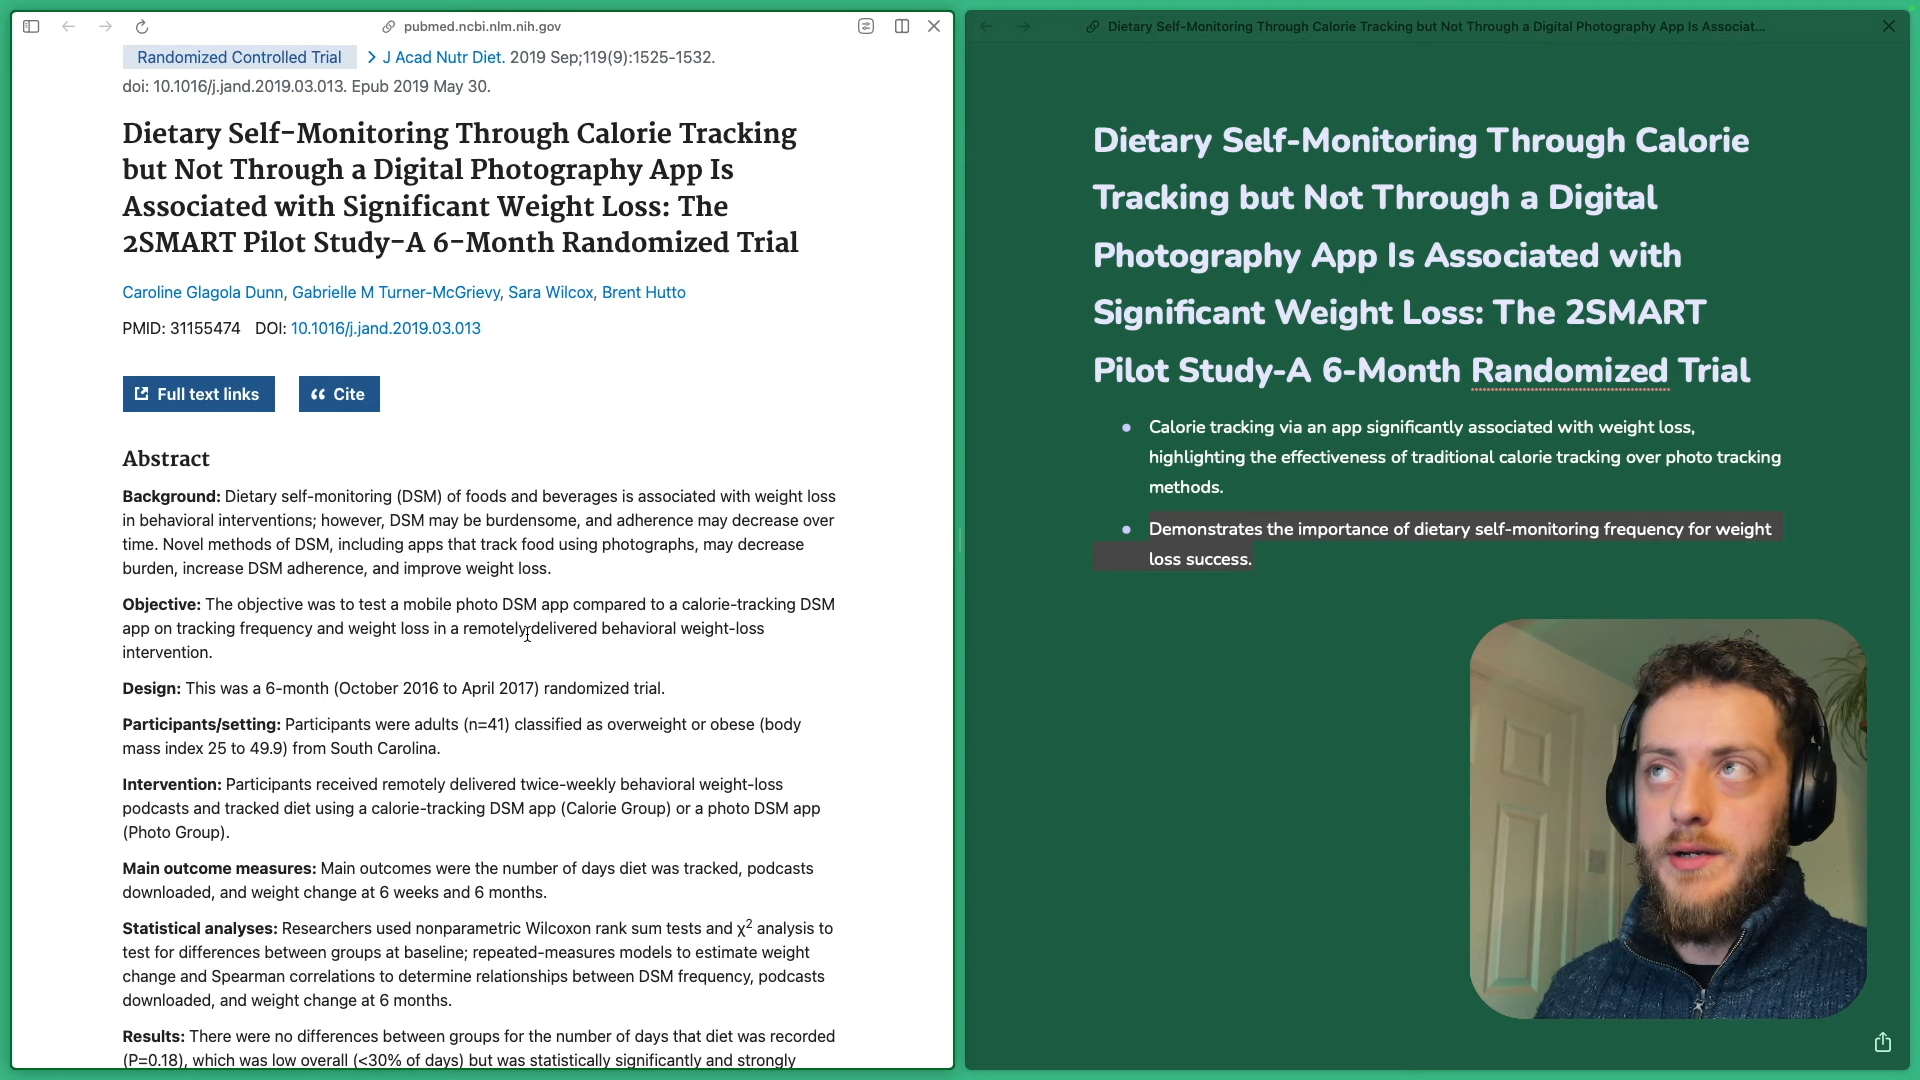 pubmed.ncbi.nlm.nih.gov
Randomized Controlled Trial
J Acad Nutr Diet. 2019 Sep;119(9):1525-1532.
doi: 10.1016/j.jand.2019.03.013. Epub 2019 May 30.
Dietary Self-Monitoring Through Calorie Tracking
but Not Through a Digital Photography App Is
Associated with Significant Weight Loss: The
2SMART Pilot Study-A 6-Month Randomized Trial
Caroline Glagola Dunn, Gabrielle M Turner-McGrievy, Sara Wilcox, Brent Hutto
PMID: 31155474 DOI: 10.1016/j.jand.2019.03.013
Full text links
Cite
Abstract
Background: Dietary self-monitoring (DSM) of foods and beverages is associated with weight loss
in behavioral interventions; however, DSM may be burdensome, and adherence may decrease over
time. Novel methods of DSM, including apps that track food using photographs, may decrease
burden, increase DSM adherence, and improve weight loss.
Objective: The objective was to test a mobile photo DSM app compared to a calorie-tracking DSM
app on tracking frequency and weight loss in a remotely delivered behavioral weight-loss
intervention.
Design: This was a 6-month (October 2016 to April 2017) randomized trial.
Participants/setting: Participants were adults (n=41) classified as overweight or obese (body
mass index 25 to 49.9) from South Carolina.
Intervention: Participants received remotely delivered twice-weekly behavioral weight-loss
podcasts and tracked diet using a calorie-tracking DSM app (Calorie Group) or a photo DSM app
(Photo Group).
Main outcome measures: Main outcomes were the number of days diet was tracked, podcasts
downloaded, and weight change at 6 weeks and 6 months.
Statistical analyses: Researchers used nonparametric Wilcoxon rank sum tests and χ2 analysis to
test for differences between groups at baseline; repeated-measures models to estimate weight
change and Spearman correlations to determine relationships between DSM frequency, podcasts
downloaded, and weight change at 6 months.
Results: There were no differences between groups for the number of days that diet was recorded
(P=0.18), which was low overall (<30% of days) but was statistically significantly and strongly
Dietary Self-Monitoring Through Calorie Tracking but Not Through a Digital Photography App Is Associat...
Dietary Self-Monitoring Through Calorie
Tracking but Not Through a Digital
Photography App Is Associated with
Significant Weight Loss: The 2SMART
Pilot Study-A 6-Month Randomized Trial
Calorie tracking via an app significantly associated with weight loss,
highlighting the effectiveness of traditional calorie tracking over photo tracking
methods.
Demonstrates the importance of dietary self-monitoring frequency for weight
loss success.